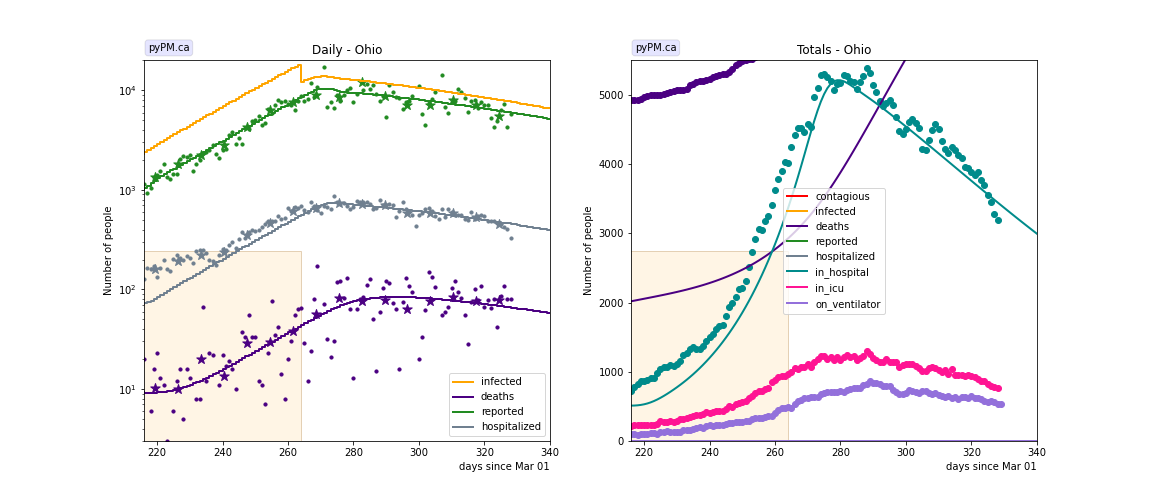 pyPM.ca
Daily - Ohio
Number of people
10⁴
10³
10²
10¹
220 240 260 280 300 320 340
days since Mar 01
infected
deaths
reported
hospitalized
pyPM.ca
Totals - Ohio
Number of people
5000
4000
3000
2000
1000
0
220 240 260 280 300 320 340
days since Mar 01
contagious
infected
deaths
reported
hospitalized
in_hospital
in_icu
on_ventilator